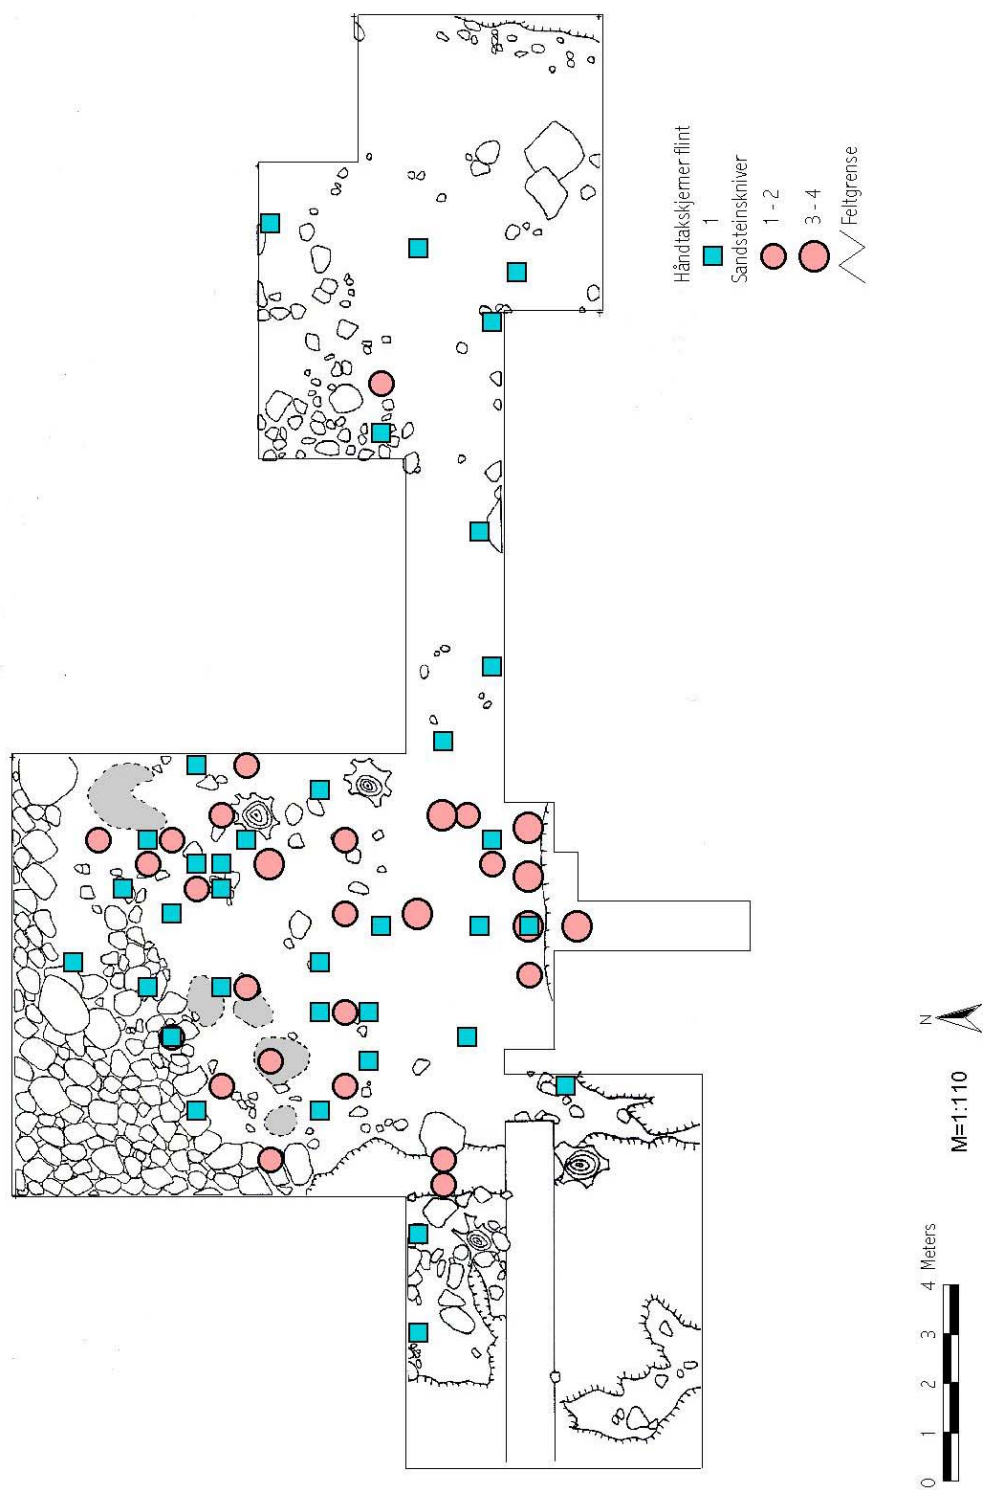 Håndtakskjerner flint
1
Sandsteinskniver
1 - 2
3 - 4
Feltgrense
N
M=1:110
0 1 2 3 4 Meters